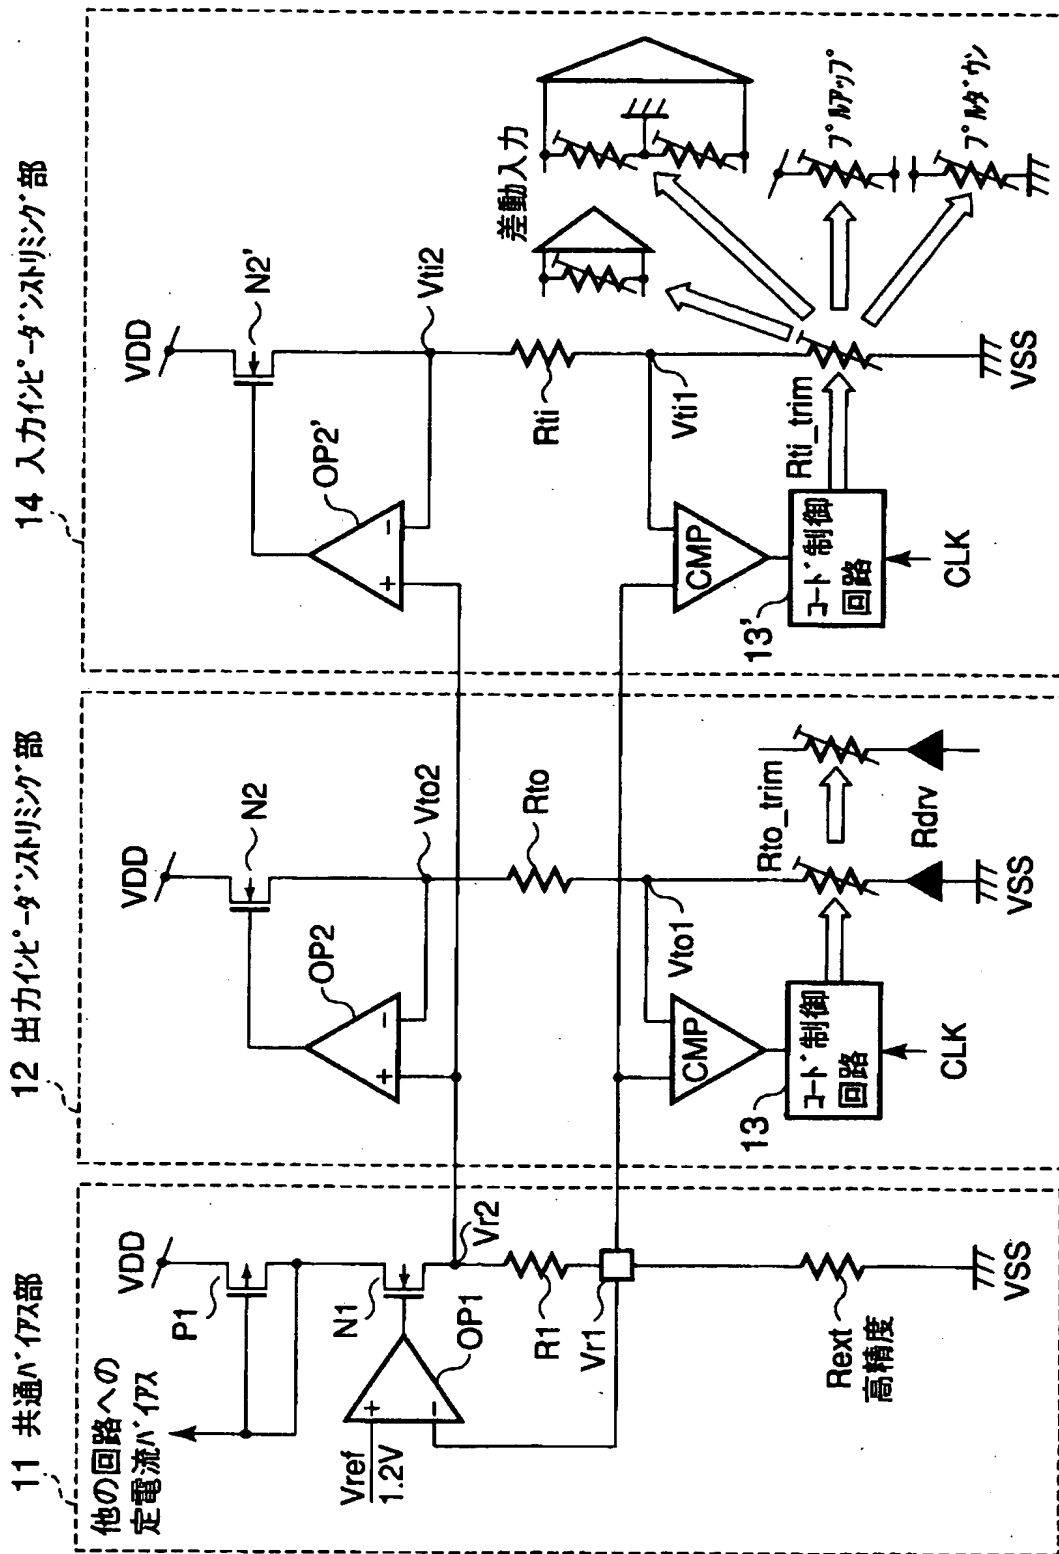 11 共通バイアス部
他の回路への
定電流バイアス
VDD
P1
N1
Vref
1.2V
+
-
OP1
Vr2
R1
Vr1
Rext
高精度
VSS
12 出力インピーダンストリミング部
VDD
N2
OP2
+
-
Vto2
Rto
Vto1
CMP
13
コード制御
回路
CLK
Rto_trim
Rdrv
VSS
14 入力インピーダンストリミング部
VDD
N2'
OP2'
+
-
Vti2
Rti
Vti1
CMP
13'
コード制御
回路
CLK
Rti_trim
VSS
差動入力
プルアップ
プルダウン